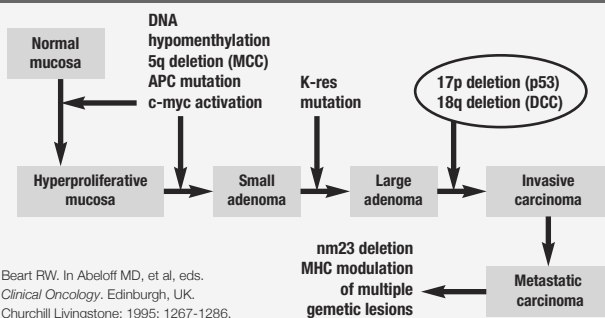 Normal
mucosa
DNA
hypomenthylation
5q deletion (MCC)
APC mutation
c-myc activation
K-res
mutation
17p deletion (p53)
18q deletion (DCC)
Hyperproliferative
mucosa
Small
adenoma
Large
adenoma
Invasive
carcinoma
nm23 deletion
MHC modulation
of multiple
gemetic lesions
Metastatic
carcinoma
Beart RW. In Abeloff MD, et al, eds.
Clinical Oncology. Edinburgh, UK.
Churchill Livingstone; 1995; 1267-1286.